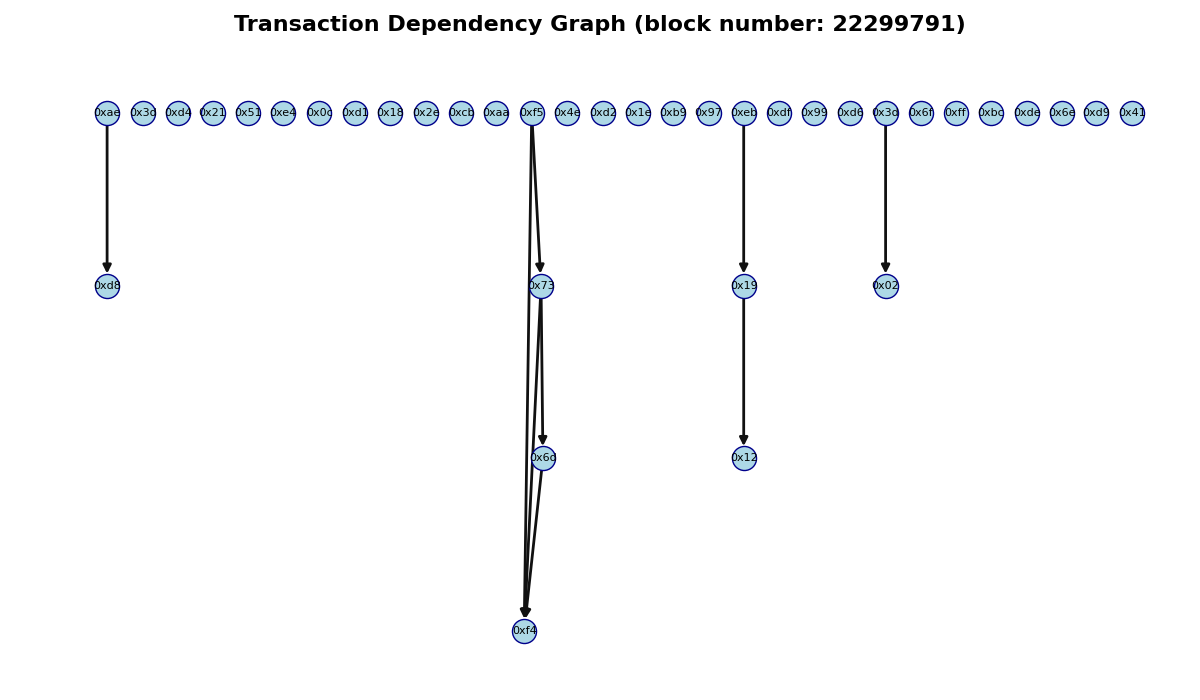 Transaction Dependency Graph (block number: 22299791)
0xae 0x3d 0xd4 0x21 0x51 0xe4 0x0c 0xd1 0x18 0x2e 0xcb 0xaa 0xf5 0x4e 0xd2 0x1e 0xb9 0x97 0xeb 0xdf 0x99 0xd6 0x3d 0x6f 0xff 0xbc 0xde 0x6e 0xd9 0x41
0xd8 0x73 0x19 0x02
0x6d 0x12
0xf4